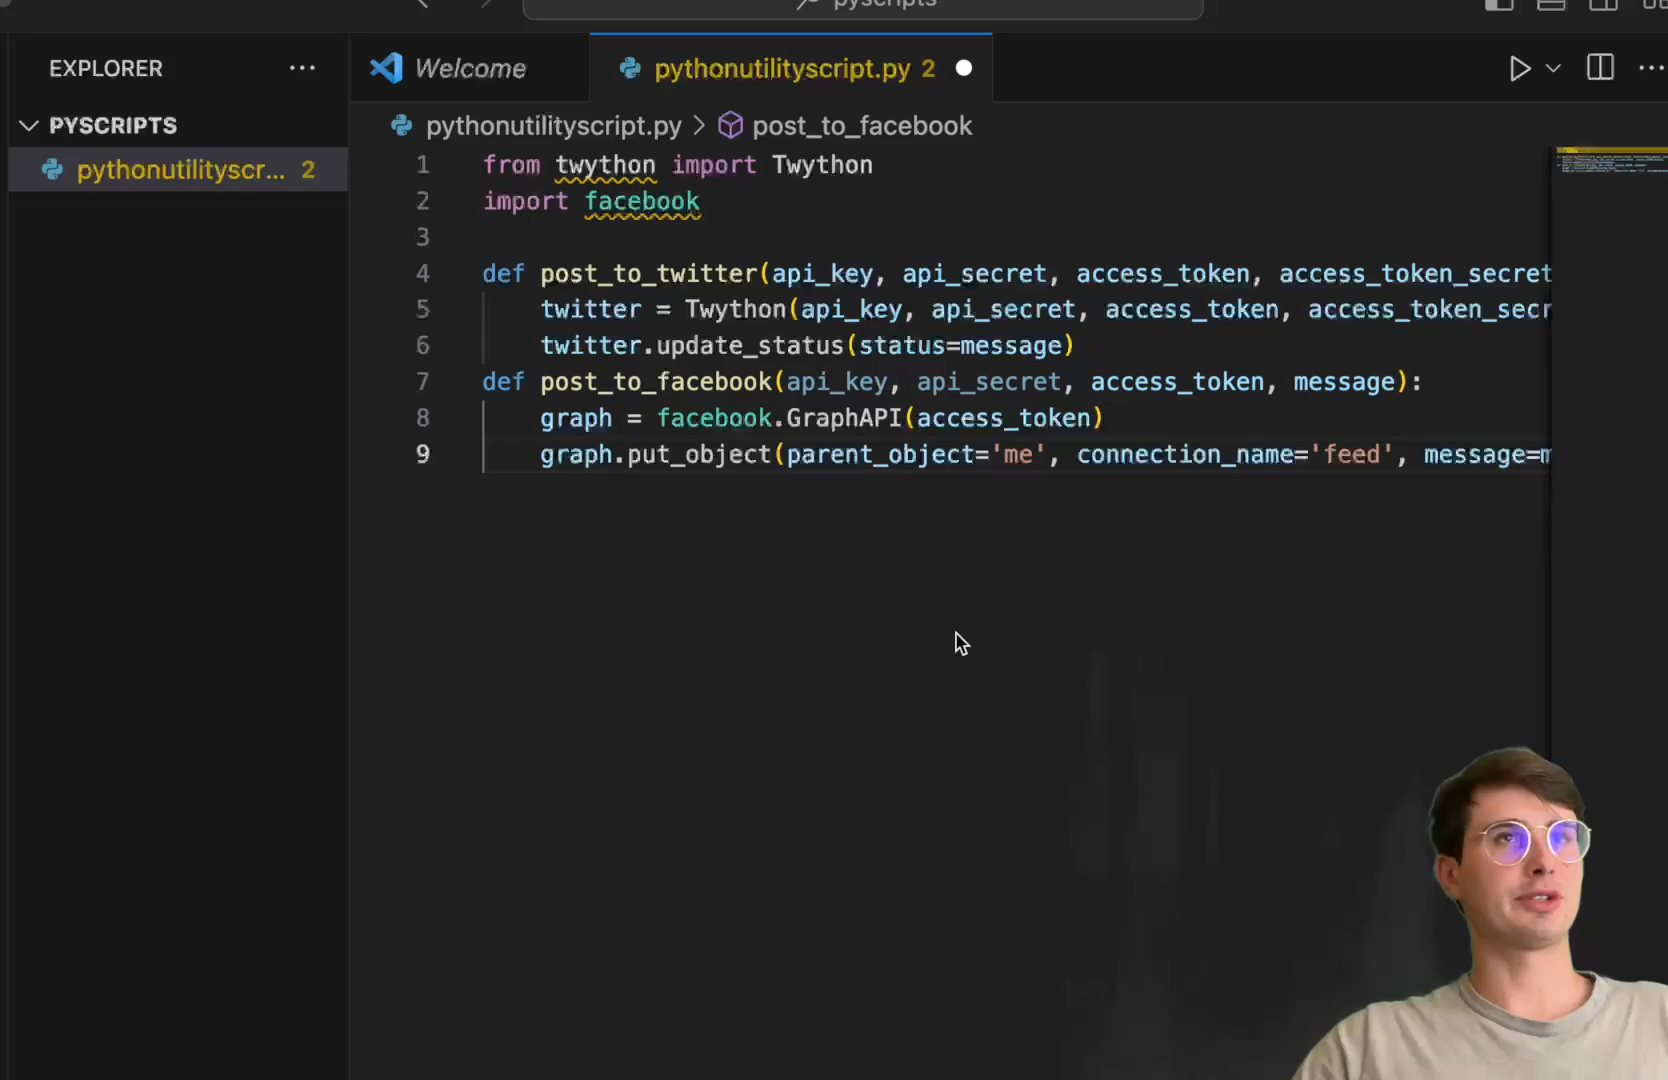 pyscripts
EXPLORER
Welcome
pythonutilityscript.py 2
PYSCRIPTS
pythonutilityscr... 2
pythonutilityscript.py > post_to_facebook
1 from twython import Twython
2 import facebook
3
4 def post_to_twitter(api_key, api_secret, access_token, access_token_secret
5 twitter = Twython(api_key, api_secret, access_token, access_token_secr
6 twitter.update_status(status=message)
7 def post_to_facebook(api_key, api_secret, access_token, message):
8 graph = facebook.GraphAPI(access_token)
9 graph.put_object(parent_object='me', connection_name='feed', message=m